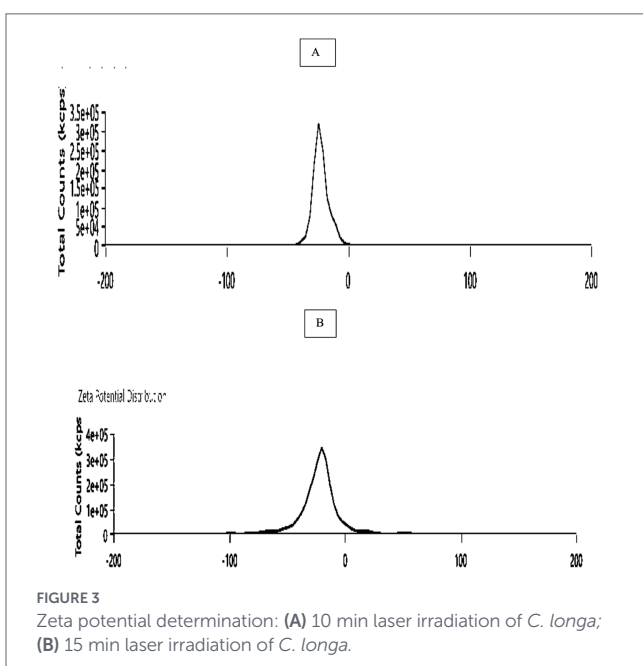 A
Total Counts (kcps
3.5e+05
3e+05
2.5e+05
2e+05
1.5e+05
1e+05
5e+04
0
-200 -100 0 100 200
B
Zeta Potential Distribution
Total Counts (kcps
4e+05
3e+05
2e+05
1e+05
0
-200 -100 0 100 200
FIGURE 3
Zeta potential determination: (A) 10 min laser irradiation of C. longa;
(B) 15 min laser irradiation of C. longa.